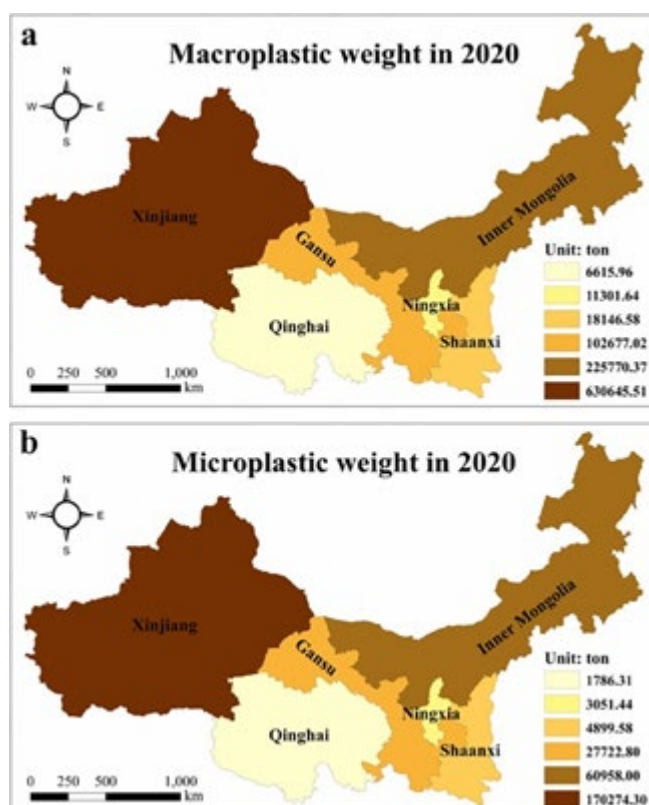 a
Macroplastic weight in 2020
N
W E
S
Xinjiang
Inner Mongolia
Gansu
Ningxia
Qinghai
Shaanxi
Unit: ton
6615.96
11301.64
18146.58
102677.02
225770.37
630645.51
0 250 500 1,000
km
b
Microplastic weight in 2020
N
W E
S
Xinjiang
Inner Mongolia
Gansu
Ningxia
Qinghai
Shaanxi
Unit: ton
1786.31
3051.44
4899.58
27722.80
60958.00
170274.30
0 250 500 1,000
km